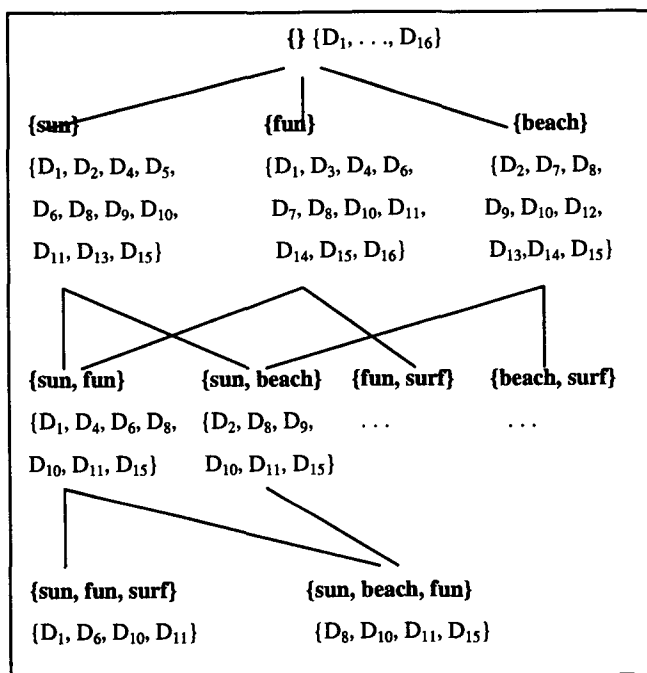 {} {D₁, . . ., D₁₆}
{sun} {fun} {beach}
{D₁, D₂, D₄, D₅, {D₁, D₃, D₄, D₆, {D₂, D₇, D₈,
D₆, D₈, D₉, D₁₀, D₇, D₈, D₁₀, D₁₁, D₉, D₁₀, D₁₂,
D₁₁, D₁₃, D₁₅} D₁₄, D₁₅, D₁₆} D₁₃,D₁₄, D₁₅}
{sun, fun} {sun, beach} {fun, surf} {beach, surf}
{D₁, D₄, D₆, D₈, {D₂, D₈, D₉, . . . . . .
D₁₀, D₁₁, D₁₅} D₁₀, D₁₁, D₁₅}
{sun, fun, surf} {sun, beach, fun}
{D₁, D₆, D₁₀, D₁₁} {D₈, D₁₀, D₁₁, D₁₅}